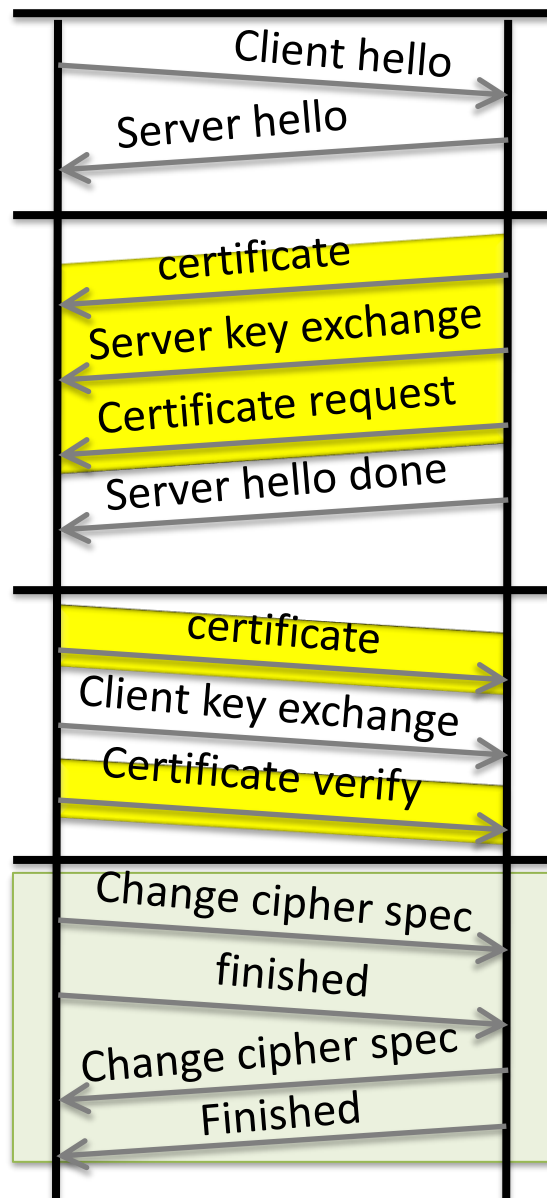 Client hello
Server hello
certificate
Server key exchange
Certificate request
Server hello done
certificate
Client key exchange
Certificate verify
Change cipher spec
finished
Change cipher spec
Finished